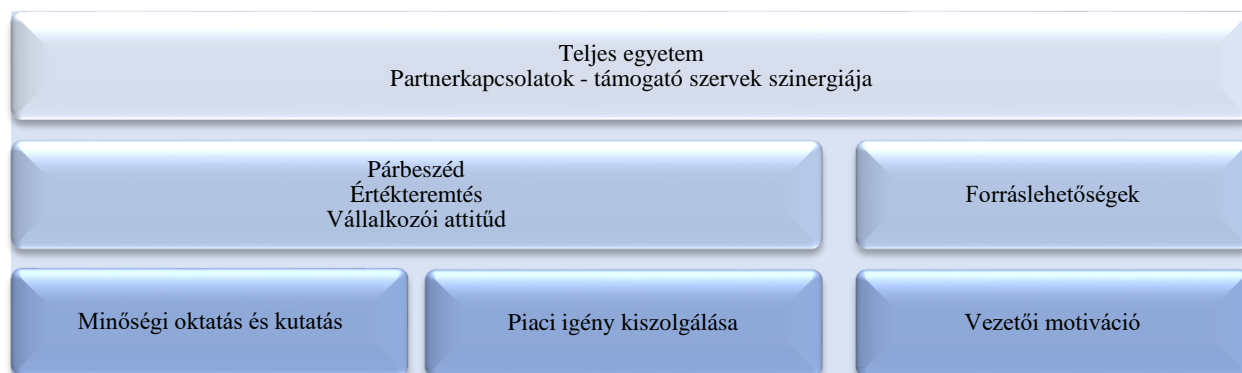 Teljes egyetem
Partnerkapcsolatok - támogató szervek szinergiája
Párbeszéd
Értékteremtés
Vállalkozói attitűd
Forráslehetőségek
Minőségi oktatás és kutatás
Piaci igény kiszolgálása
Vezetői motiváció